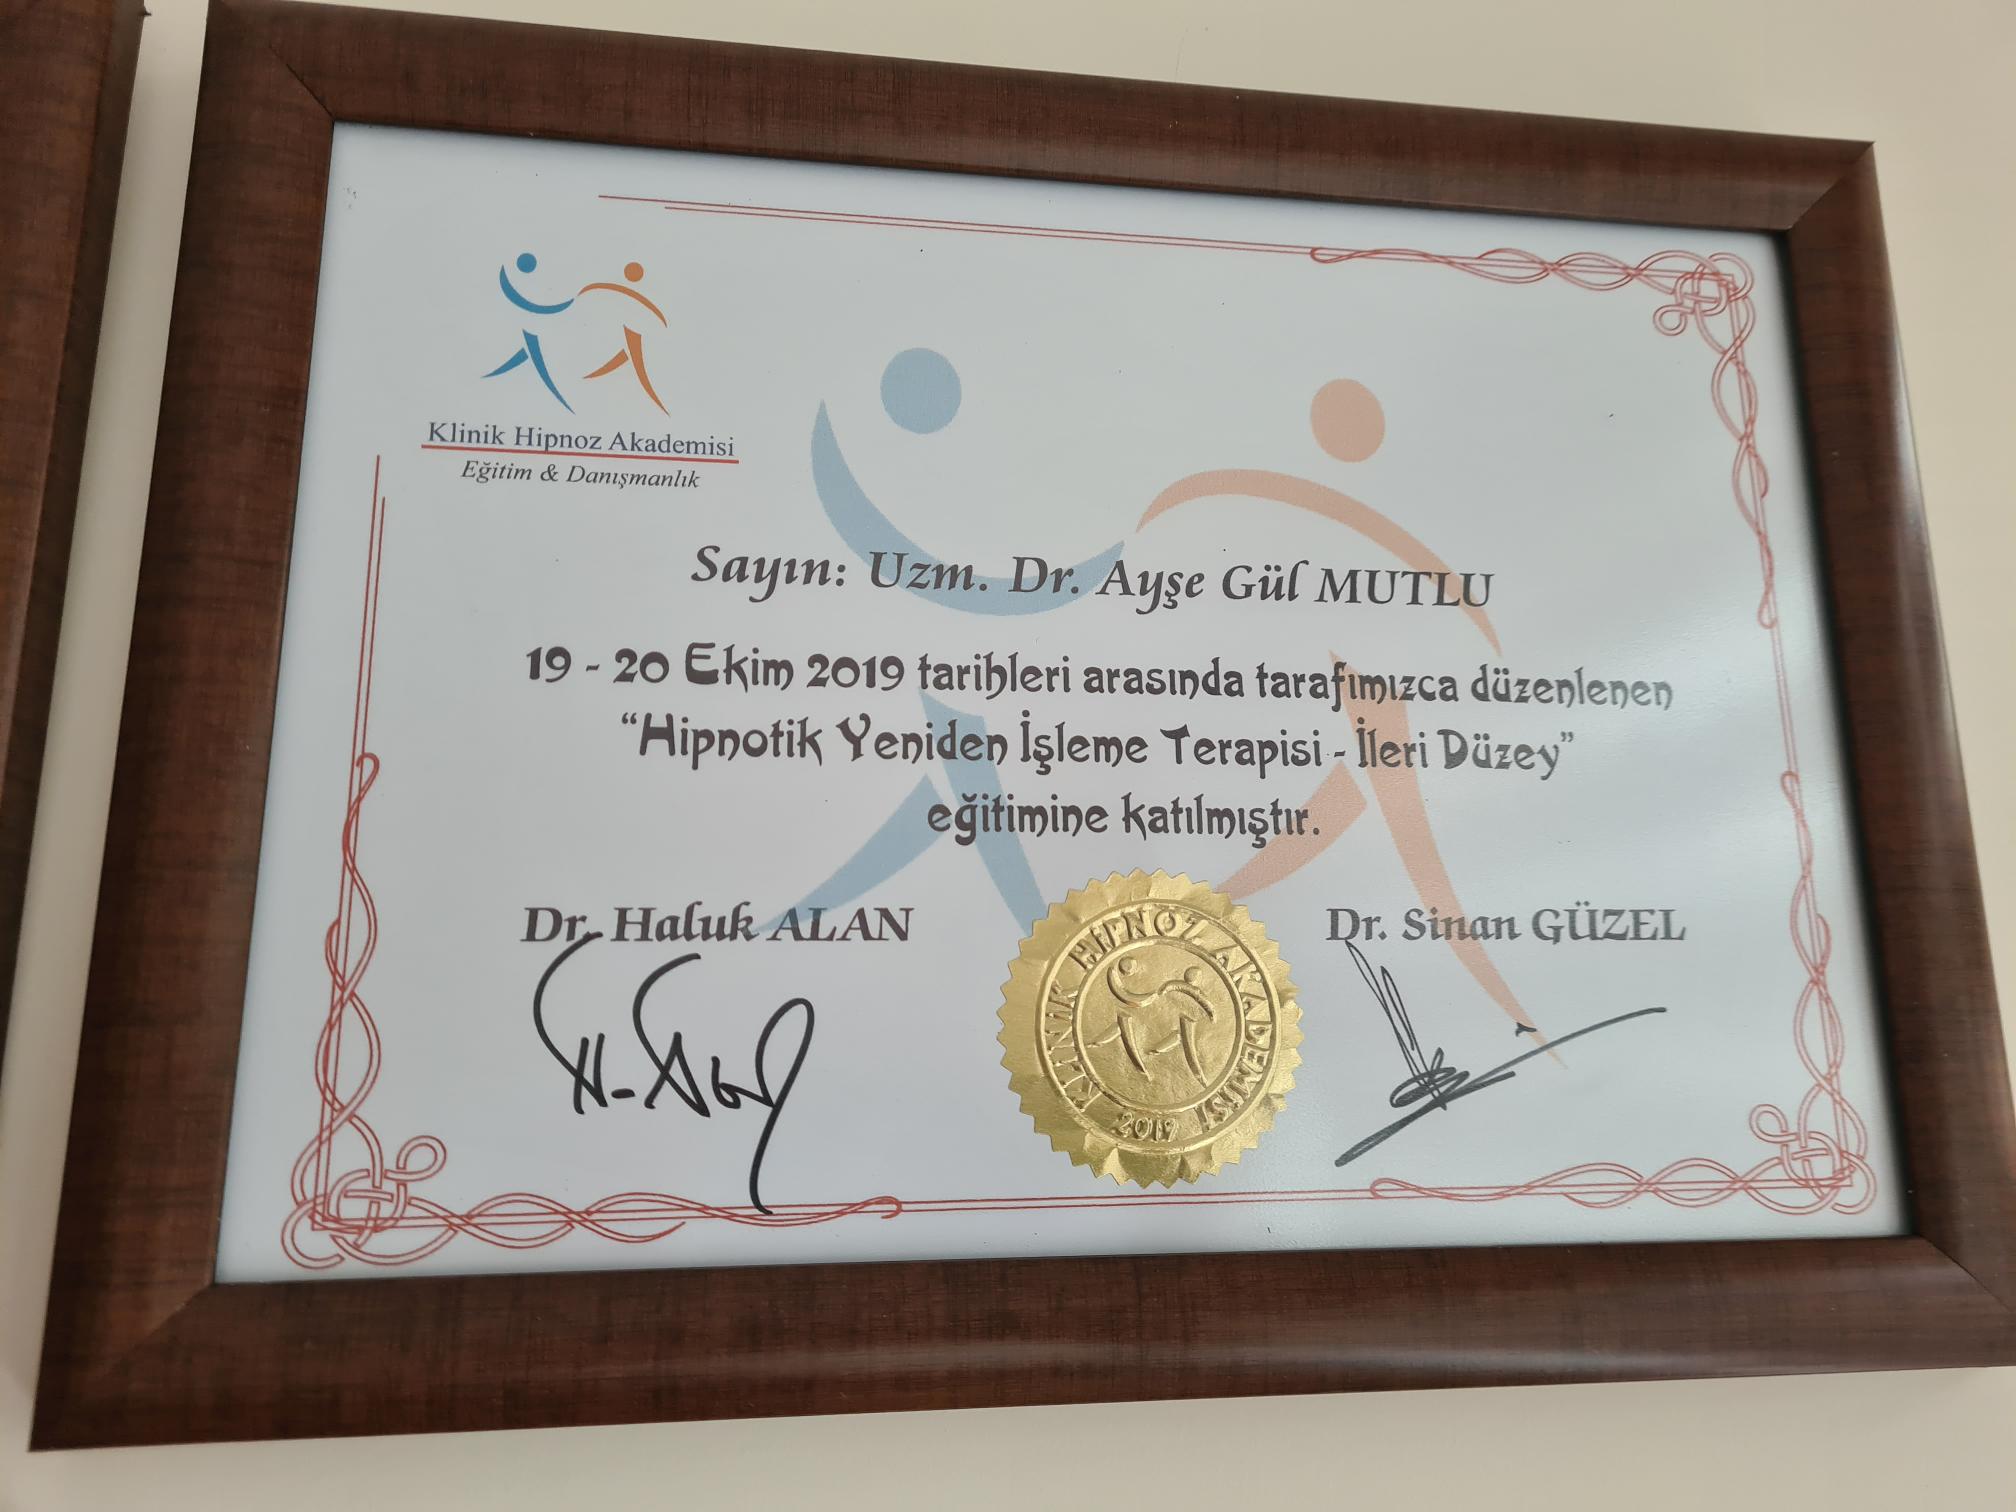 Klinik Hipnoz Akademisi
Eğitim & Danışmanlık
Sayın: Uzm. Dr. Ayşe Gül MUTLU
19 - 20 Ekim 2019 tarihleri arasında tarafımızca düzenlenen
“Hipnotik Yeniden İşleme Terapisi - İleri Düzey”
eğitimine katılmıştır.
Dr. Haluk ALAN
Dr. Sinan GÜZEL
KLİNİK HİPNOZ AKADEMİSİ
2019